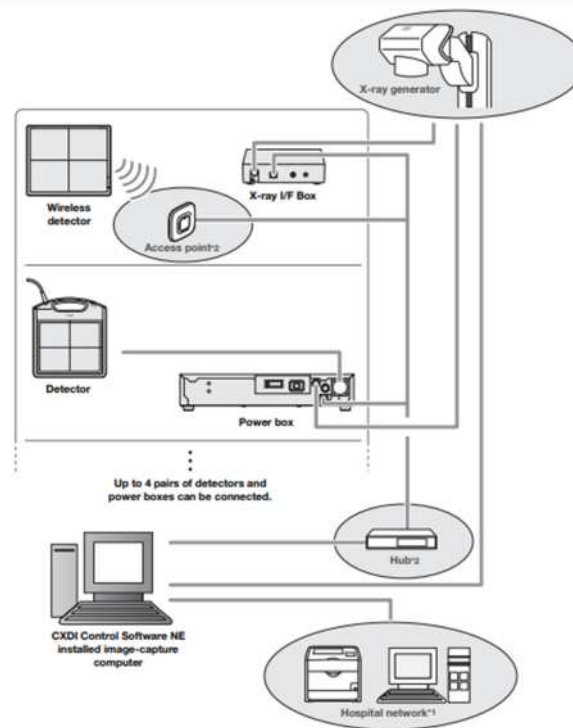 X-ray generator
Wireless
detector
X-ray I/F Box
Access point*2
Detector
Power box
Up to 4 pairs of detectors and
power boxes can be connected.
Hub*2
CXDI Control Software NE
installed image-capture
computer
Hospital network*1